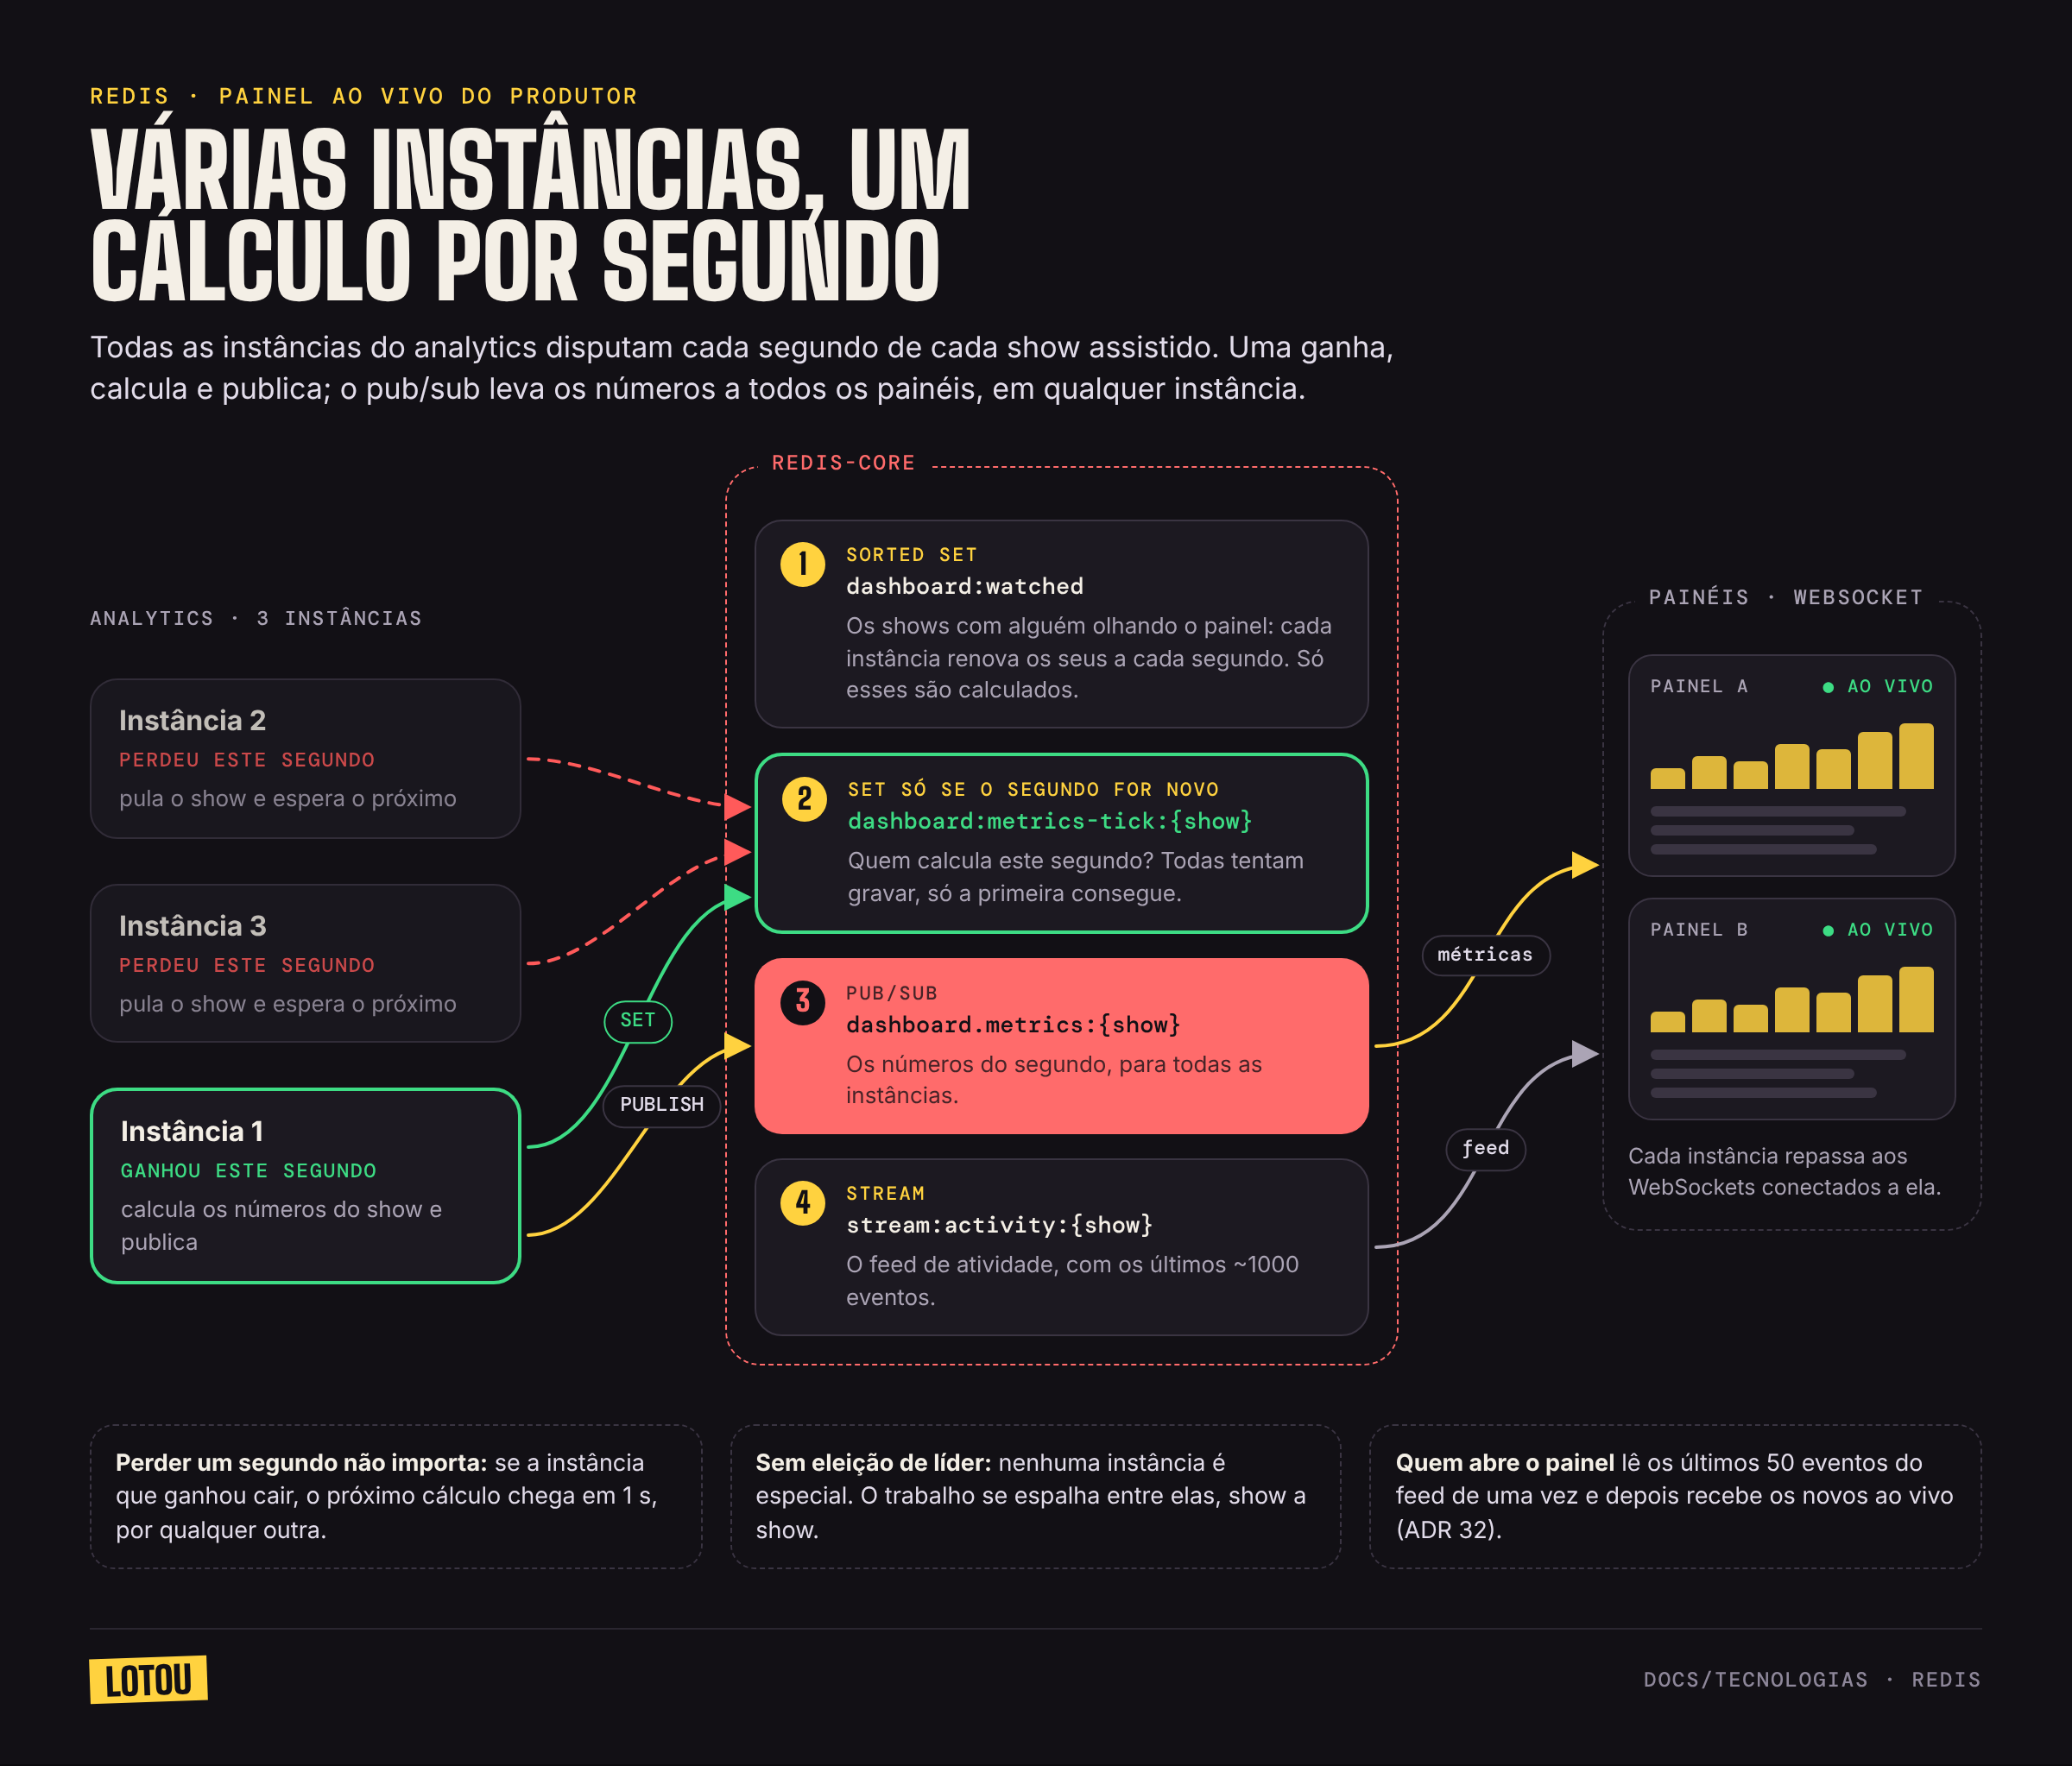 REDIS · PAINEL AO VIVO DO PRODUTOR
VÁRIAS INSTÂNCIAS, UM
CÁLCULO POR SEGUNDO
Todas as instâncias do analytics disputam cada segundo de cada show assistido. Uma ganha,
calcula e publica; o pub/sub leva os números a todos os painéis, em qualquer instância.
ANALYTICS · 3 INSTÂNCIAS
Instância 2
PERDEU ESTE SEGUNDO
pula o show e espera o próximo
Instância 3
PERDEU ESTE SEGUNDO
pula o show e espera o próximo
Instância 1
GANHOU ESTE SEGUNDO
calcula os números do show e
publica
SET
PUBLISH
REDIS-CORE
1
SORTED SET
dashboard:watched
Os shows com alguém olhando o painel: cada
instância renova os seus a cada segundo. Só
esses são calculados.
2
SET SÓ SE O SEGUNDO FOR NOVO
dashboard:metrics-tick:{show}
Quem calcula este segundo? Todas tentam
gravar, só a primeira consegue.
3
PUB/SUB
dashboard.metrics:{show}
Os números do segundo, para todas as
instâncias.
4
STREAM
stream:activity:{show}
O feed de atividade, com os últimos ~1000
eventos.
métricas
feed
PAINÉIS · WEBSOCKET
PAINEL A
AO VIVO
PAINEL B
AO VIVO
Cada instância repassa aos
WebSockets conectados a ela.
Perder um segundo não importa: se a instância
que ganhou cair, o próximo cálculo chega em 1 s,
por qualquer outra.
Sem eleição de líder: nenhuma instância é
especial. O trabalho se espalha entre elas, show a
show.
Quem abre o painel lê os últimos 50 eventos do
feed de uma vez e depois recebe os novos ao vivo
(ADR 32).
LOTOU
DOCS/TECNOLOGIAS · REDIS